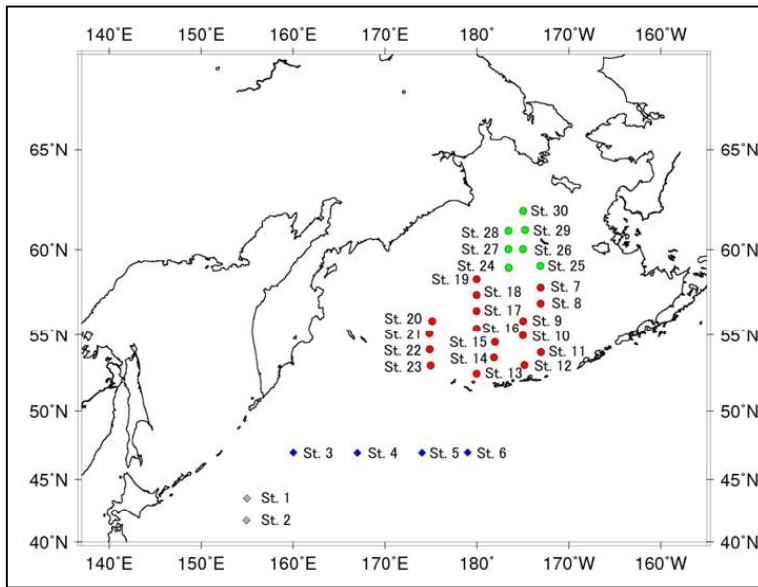 140°E 150°E 160°E 170°E 180° 170°W 160°W
65°N 65°N
St. 30
St. 28 St. 29
60°N St. 27 St. 26 60°N
St. 24 St. 25
St. 19 St. 7
St. 18 St. 8
St. 17
St. 20 St. 9
55°N St. 21 St. 16 St. 10 55°N
St. 15
St. 22 St. 14 St. 11
St. 23 St. 13 St. 12
50°N 50°N
St. 3 St. 4 St. 5 St. 6
45°N 45°N
St. 1
St. 2
40°N 40°N
140°E 150°E 160°E 170°E 180° 170°W 160°W